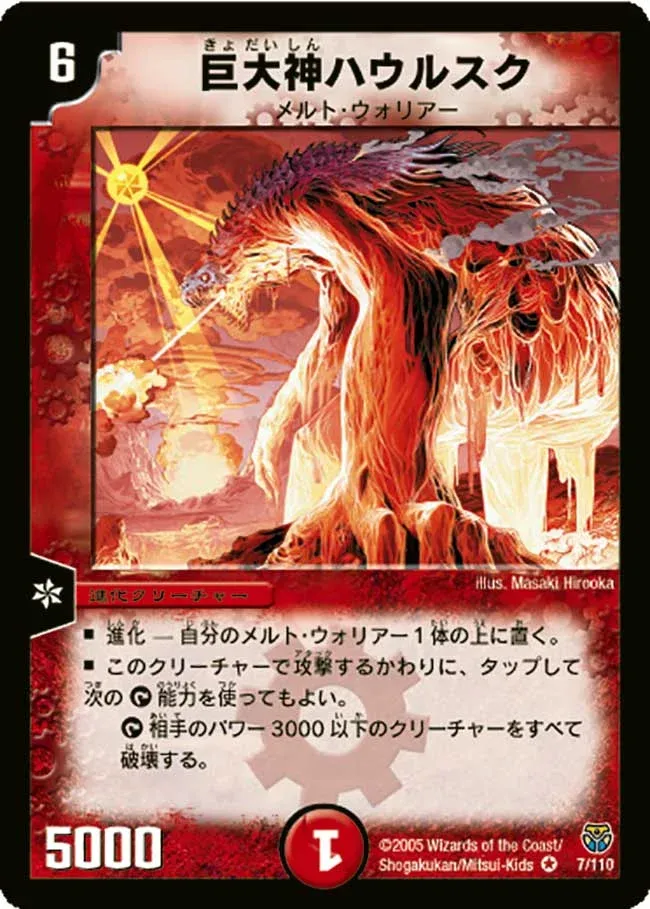 6
きょだいしん
巨大神ハウルスク
メルト・ウォリアー
illus. Masaki Hirooka
進化クリーチャー
■ 進化 — 自分のメルト・ウォリアー1体の上に置く。
■ このクリーチャーで攻撃するかわりに、タップして
次の 能力を使ってもよい。
相手のパワー3000以下のクリーチャーをすべて
破壊する。
5000
1
©2005 Wizards of the Coast/
Shogakukan/Mitsui-Kids 7/110